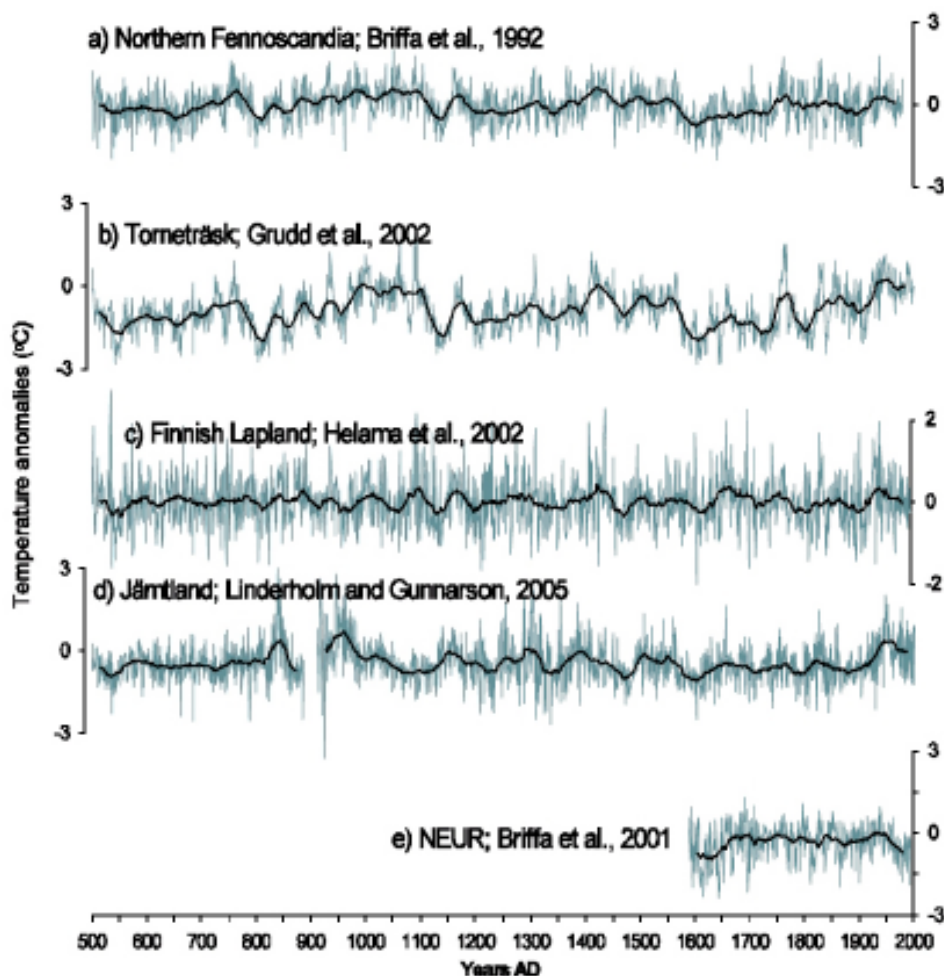 a) Northern Fennoscandia; Briffa et al., 1992
0
-3
3
b) Torneträsk; Grudd et al., 2002
0
-3
Temperature anomalies (ºC)
2
c) Finnish Lapland; Helama et al., 2002
0
-2
3
d) Jämtland; Linderholm and Gunnarson, 2005
0
-3
0
e) NEUR; Briffa et al., 2001
-3
500 600 700 800 900 1000 1100 1200 1300 1400 1500 1600 1700 1800 1900 2000
Years AD